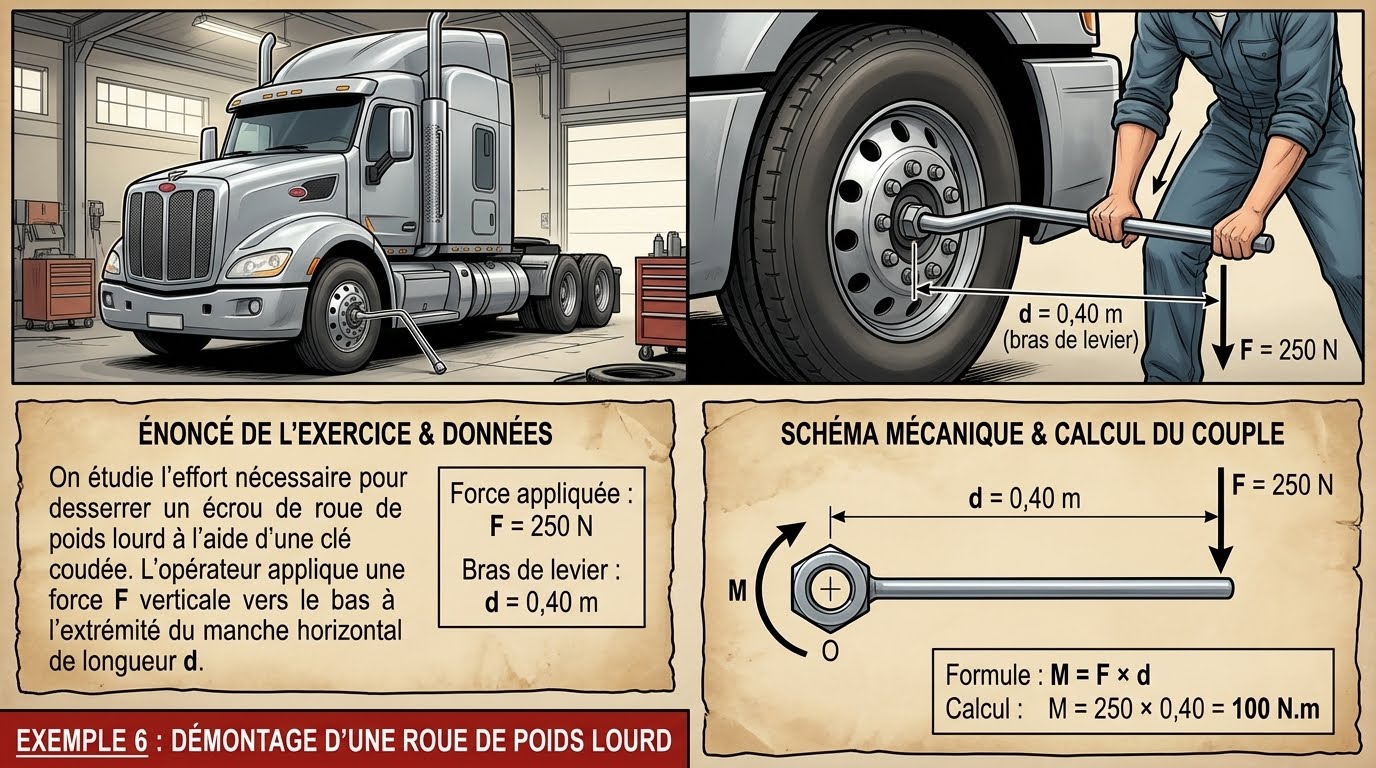 d = 0,40 m
(bras de levier)
F = 250 N
ÉNONCÉ DE L'EXERCICE & DONNÉES
On étudie l'effort nécessaire pour
desserrer un écrou de roue de
poids lourd à l'aide d'une clé
coudée. L'opérateur applique une
force F verticale vers le bas à
l'extrémité du manche horizontal
de longueur d.
Force appliquée :
F = 250 N
Bras de levier :
d = 0,40 m
EXEMPLE 6 : DÉMONTAGE D'UNE ROUE DE POIDS LOURD
SCHÉMA MÉCANIQUE & CALCUL DU COUPLE
d = 0,40 m
F = 250 N
M
O
Formule : M = F × d
Calcul : M = 250 × 0,40 = 100 N.m